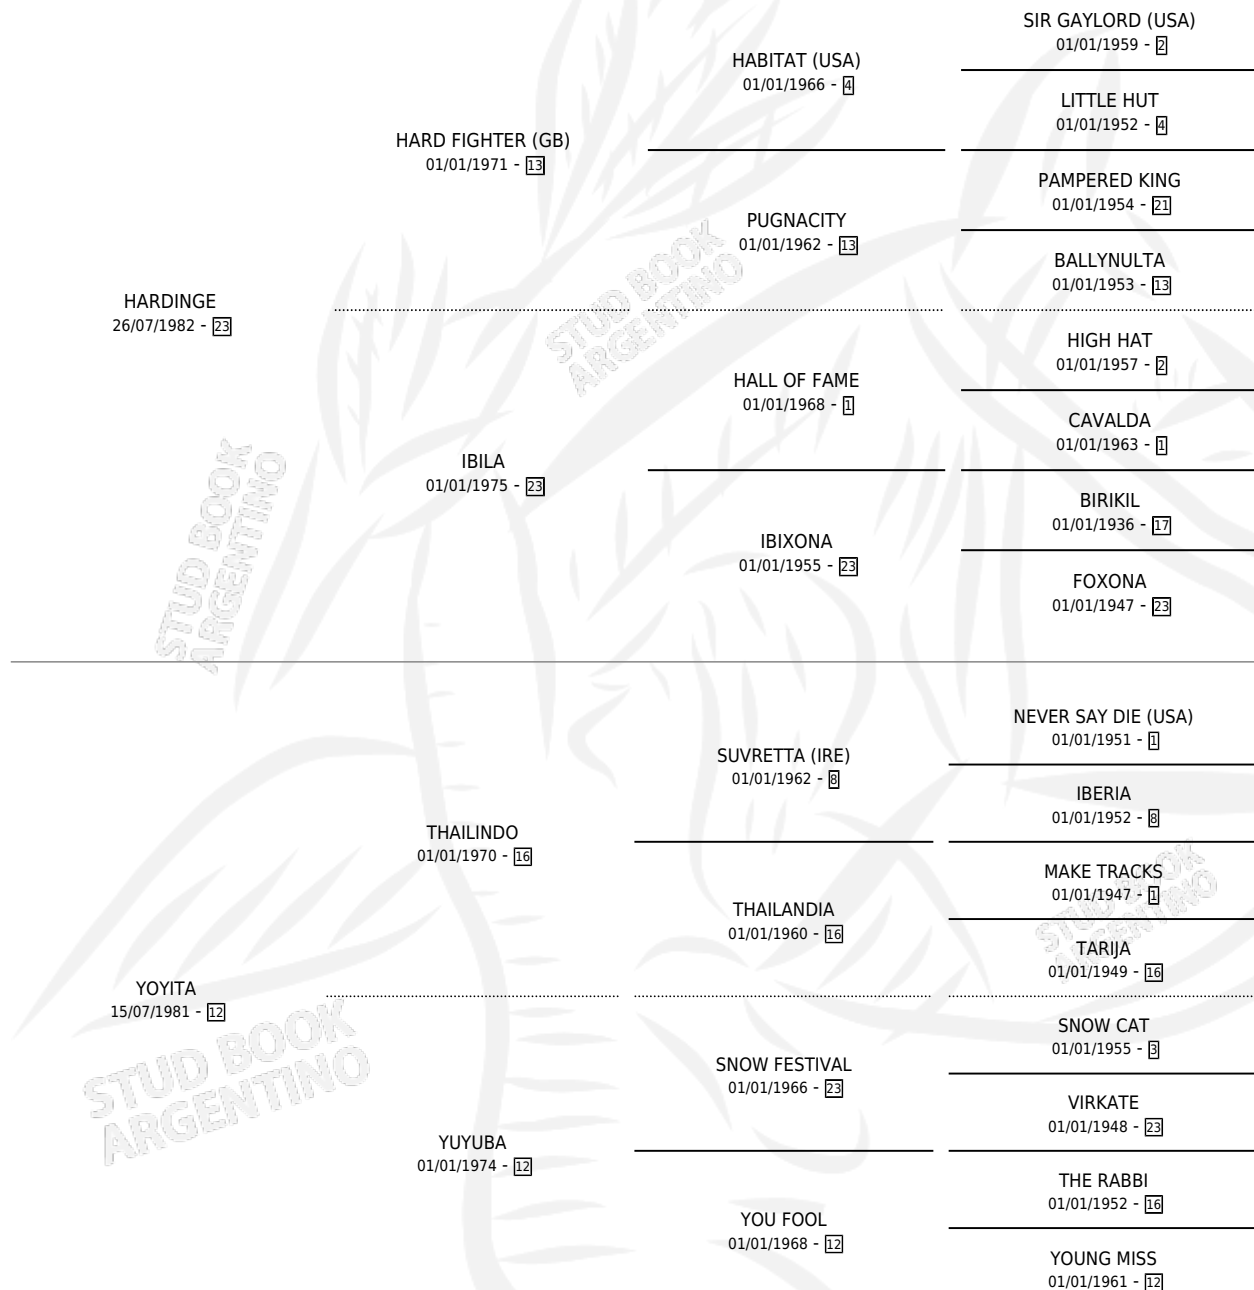 SIR GAYLORD (USA)
01/01/1959 - 2
HABITAT (USA)
01/01/1966 - 4
LITTLE HUT
01/01/1952 - 4
HARD FIGHTER (GB)
01/01/1971 - 13
PAMPERED KING
01/01/1954 - 21
PUGNACITY
01/01/1962 - 13
BALLYNULTA
01/01/1953 - 13
HARDINGE
26/07/1982 - 23
HIGH HAT
01/01/1957 - 2
HALL OF FAME
01/01/1968 - 1
CAVALDA
01/01/1963 - 1
IBILA
01/01/1975 - 23
BIRIKIL
01/01/1936 - 17
IBIXONA
01/01/1955 - 23
FOXONA
01/01/1947 - 23
STUD BOOK
ARGENTINO
STUD BOOK
ARGENTINO
NEVER SAY DIE (USA)
01/01/1951 - 1
SUVRETTA (IRE)
01/01/1962 - 8
IBERIA
01/01/1952 - 8
THAILINDO
01/01/1970 - 16
MAKE TRACKS
01/01/1947 - 1
THAILANDIA
01/01/1960 - 16
TARIJA
01/01/1949 - 16
STUD BOOK
ARGENTINO
YOYITA
15/07/1981 - 12
SNOW CAT
01/01/1955 - 3
SNOW FESTIVAL
01/01/1966 - 23
VIRKATE
01/01/1948 - 23
YUYUBA
01/01/1974 - 12
THE RABBI
01/01/1952 - 16
YOU FOOL
01/01/1968 - 12
YOUNG MISS
01/01/1961 - 12
STUD BOOK
ARGENTINO